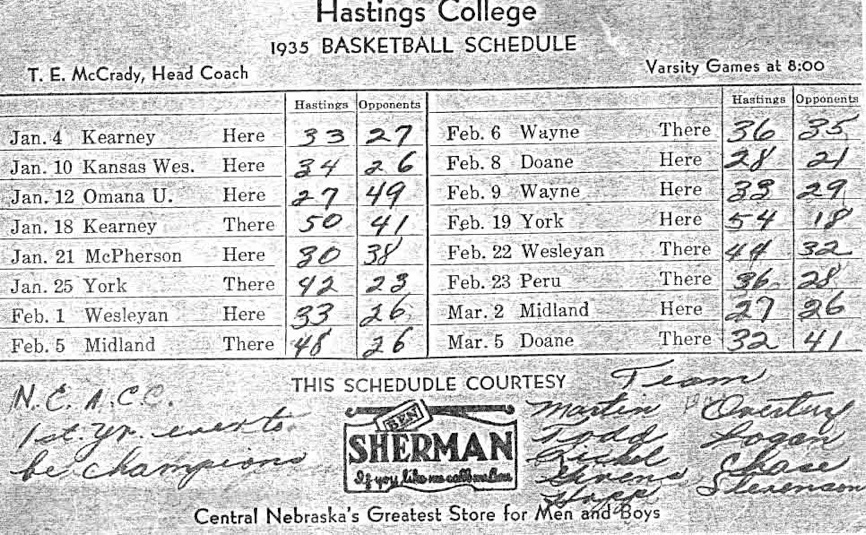 Hastings College
1935 BASKETBALL SCHEDULE
T. E. McCrady, Head Coach
Varsity Games at 8:00
Hastings Opponents
Jan. 4 Kearney Here 33 27
Jan. 10 Kansas Wes. Here 34 26
Jan. 12 Omana U. Here 27 49
Jan. 18 Kearney There 50 41
Jan. 21 McPherson Here 30 38
Jan. 25 York There 42 23
Feb. 1 Wesleyan Here 33 26
Feb. 5 Midland There 48 26
Hastings Opponents
Feb. 6 Wayne There 36 35
Feb. 8 Doane Here 28 21
Feb. 9 Wayne Here 33 29
Feb. 19 York Here 54 18
Feb. 22 Wesleyan There 44 32
Feb. 23 Peru There 36 28
Mar. 2 Midland Here 27 26
Mar. 5 Doane There 32 41
N.C.A.C.C.
1st. yr. ever to
be champions
THIS SCHEDUDLE COURTESY
BEN
SHERMAN
If you like me call me Ben
Central Nebraska's Greatest Store for Men and Boys
Team
Martin
Todd
Givens
Hopp
Overturf
Logan
Chase
Stevenson